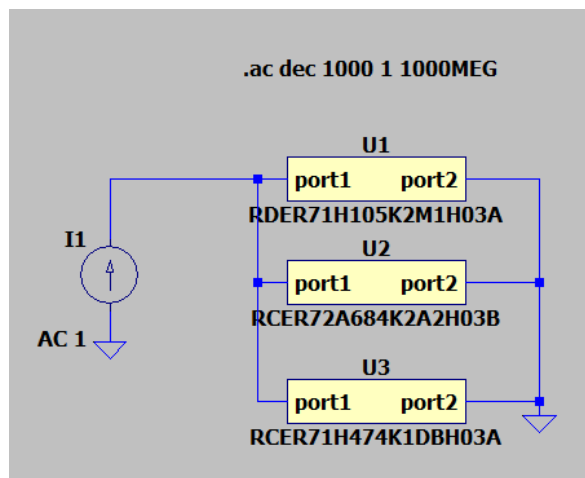 .ac dec 1000 1 1000MEG
U1
port1 port2
RDER71H105K2M1H03A
I1
U2
port1 port2
RCER72A684K2A2H03B
AC 1
U3
port1 port2
RCER71H474K1DBH03A